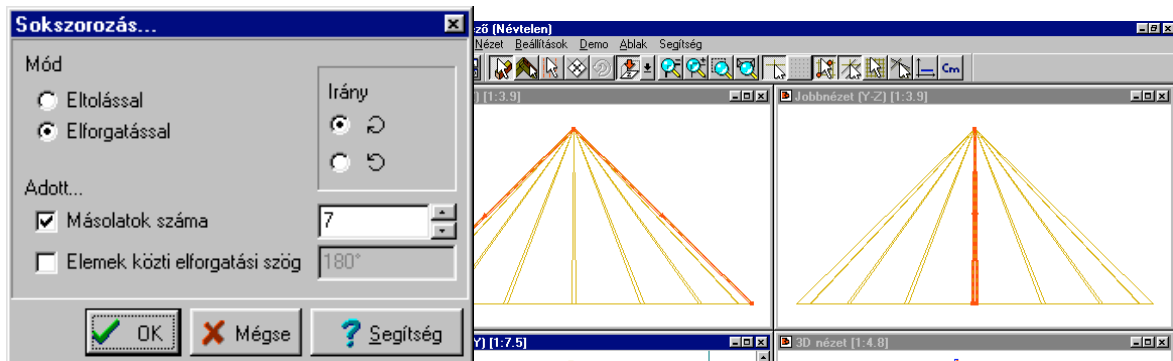 Sokszorozás...
Mód
Eltolással
Elforgatással
Irány
Adott...
Másolatok száma
7
Elemek közti elforgatási szög
180°
OK
Mégse
Segítség
ző (Névtelen)
Nézet Beállítások Demo Ablak Segítség
Cm
) [1:3.9]
Jobbnézet (Y-Z) [1:3.9]
Y) [1:7.5]
3D nézet [1:4.8]